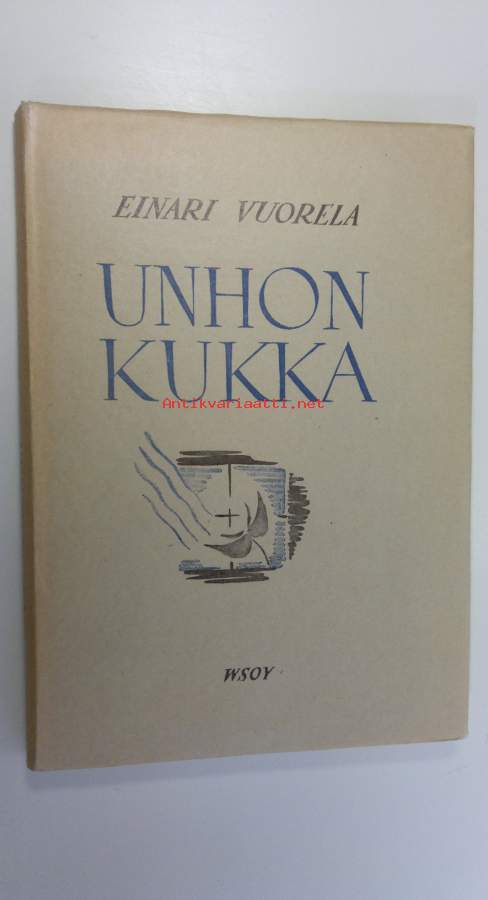 EINARI VUORELA
UNHON
KUKKA
Antikvariaatti.net
WSOY